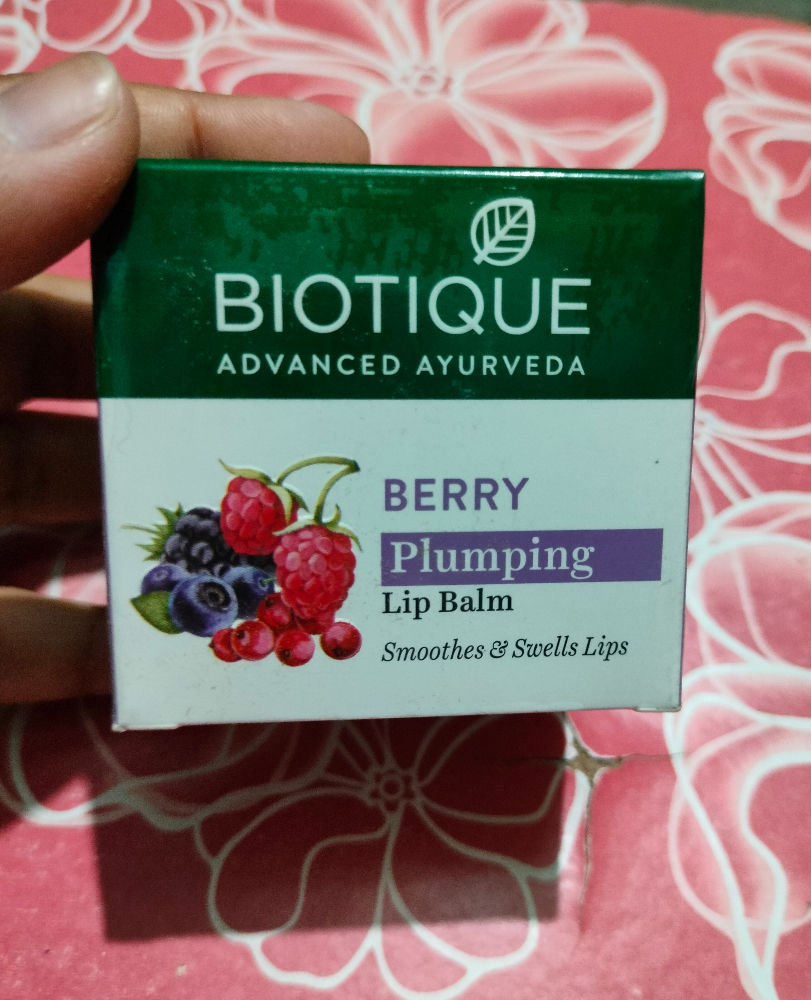 BIOTIQUE
ADVANCED AYURVEDA
BERRY
Plumping
Lip Balm
Smoothes & Swells Lips